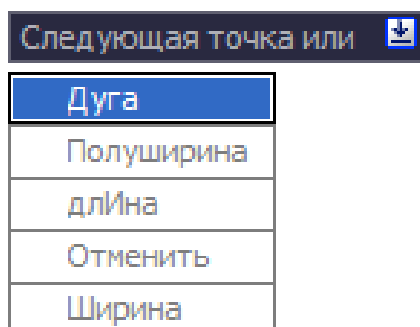 Следующая точка или
Дуга
Полуширина
длИна
Отменить
Ширина